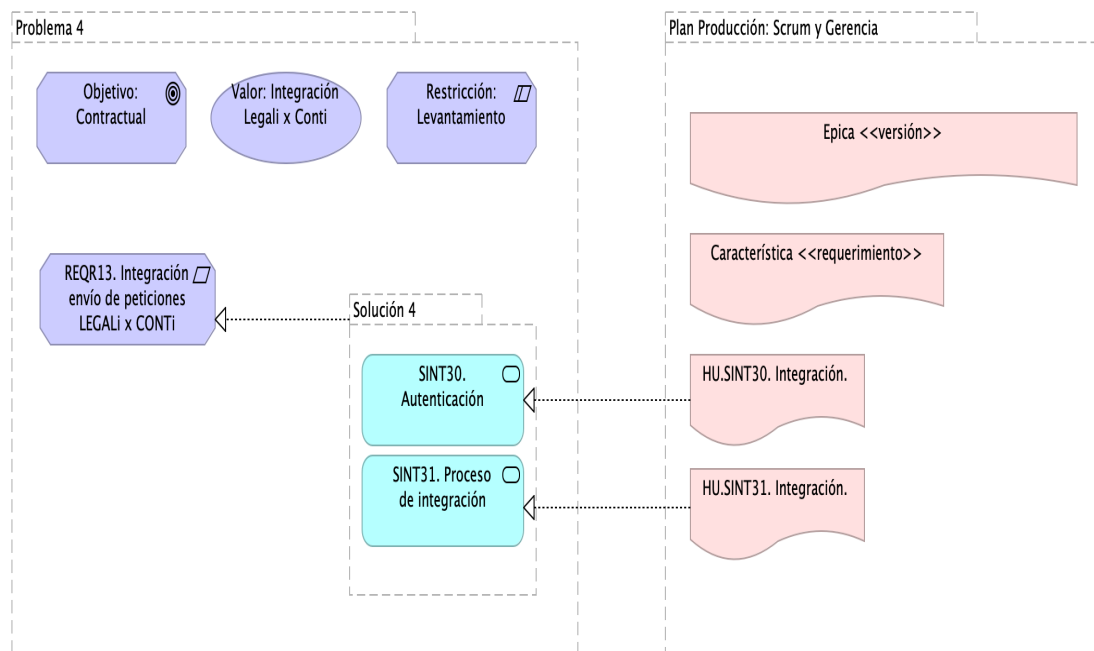 Problema 4
Plan Producción: Scrum y Gerencia
Objetivo:
Contractual
Valor: Integración
Legali x Conti
Restricción:
Levantamiento
Epica <<versión>>
Característica <<requerimiento>>
REQR13. Integración
envío de peticiones
LEGALi x CONTi
Solución 4
SINT30.
Autenticación
HU.SINT30. Integración.
SINT31. Proceso
de integración
HU.SINT31. Integración.